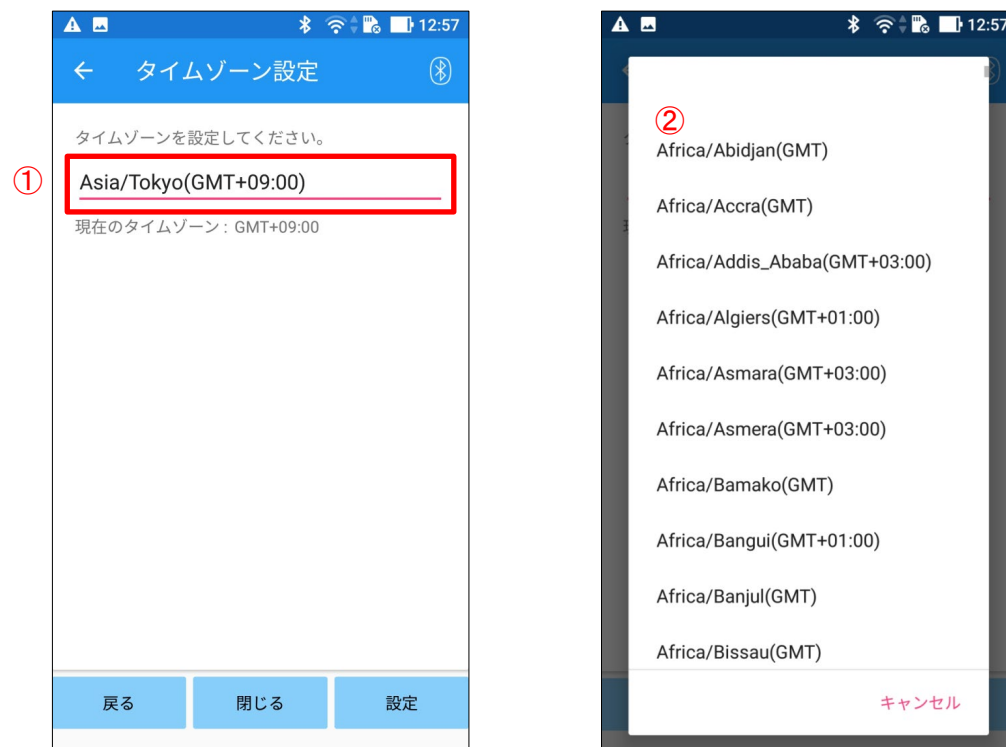 12:57
タイムゾーン設定
タイムゾーンを設定してください。
①
Asia/Tokyo(GMT+09:00)
現在のタイムゾーン : GMT+09:00
戻る
閉じる
設定
12:57
②
Africa/Abidjan(GMT)
Africa/Accra(GMT)
Africa/Addis_Ababa(GMT+03:00)
Africa/Algiers(GMT+01:00)
Africa/Asmara(GMT+03:00)
Africa/Asmera(GMT+03:00)
Africa/Bamako(GMT)
Africa/Bangui(GMT+01:00)
Africa/Banjul(GMT)
Africa/Bissau(GMT)
キャンセル